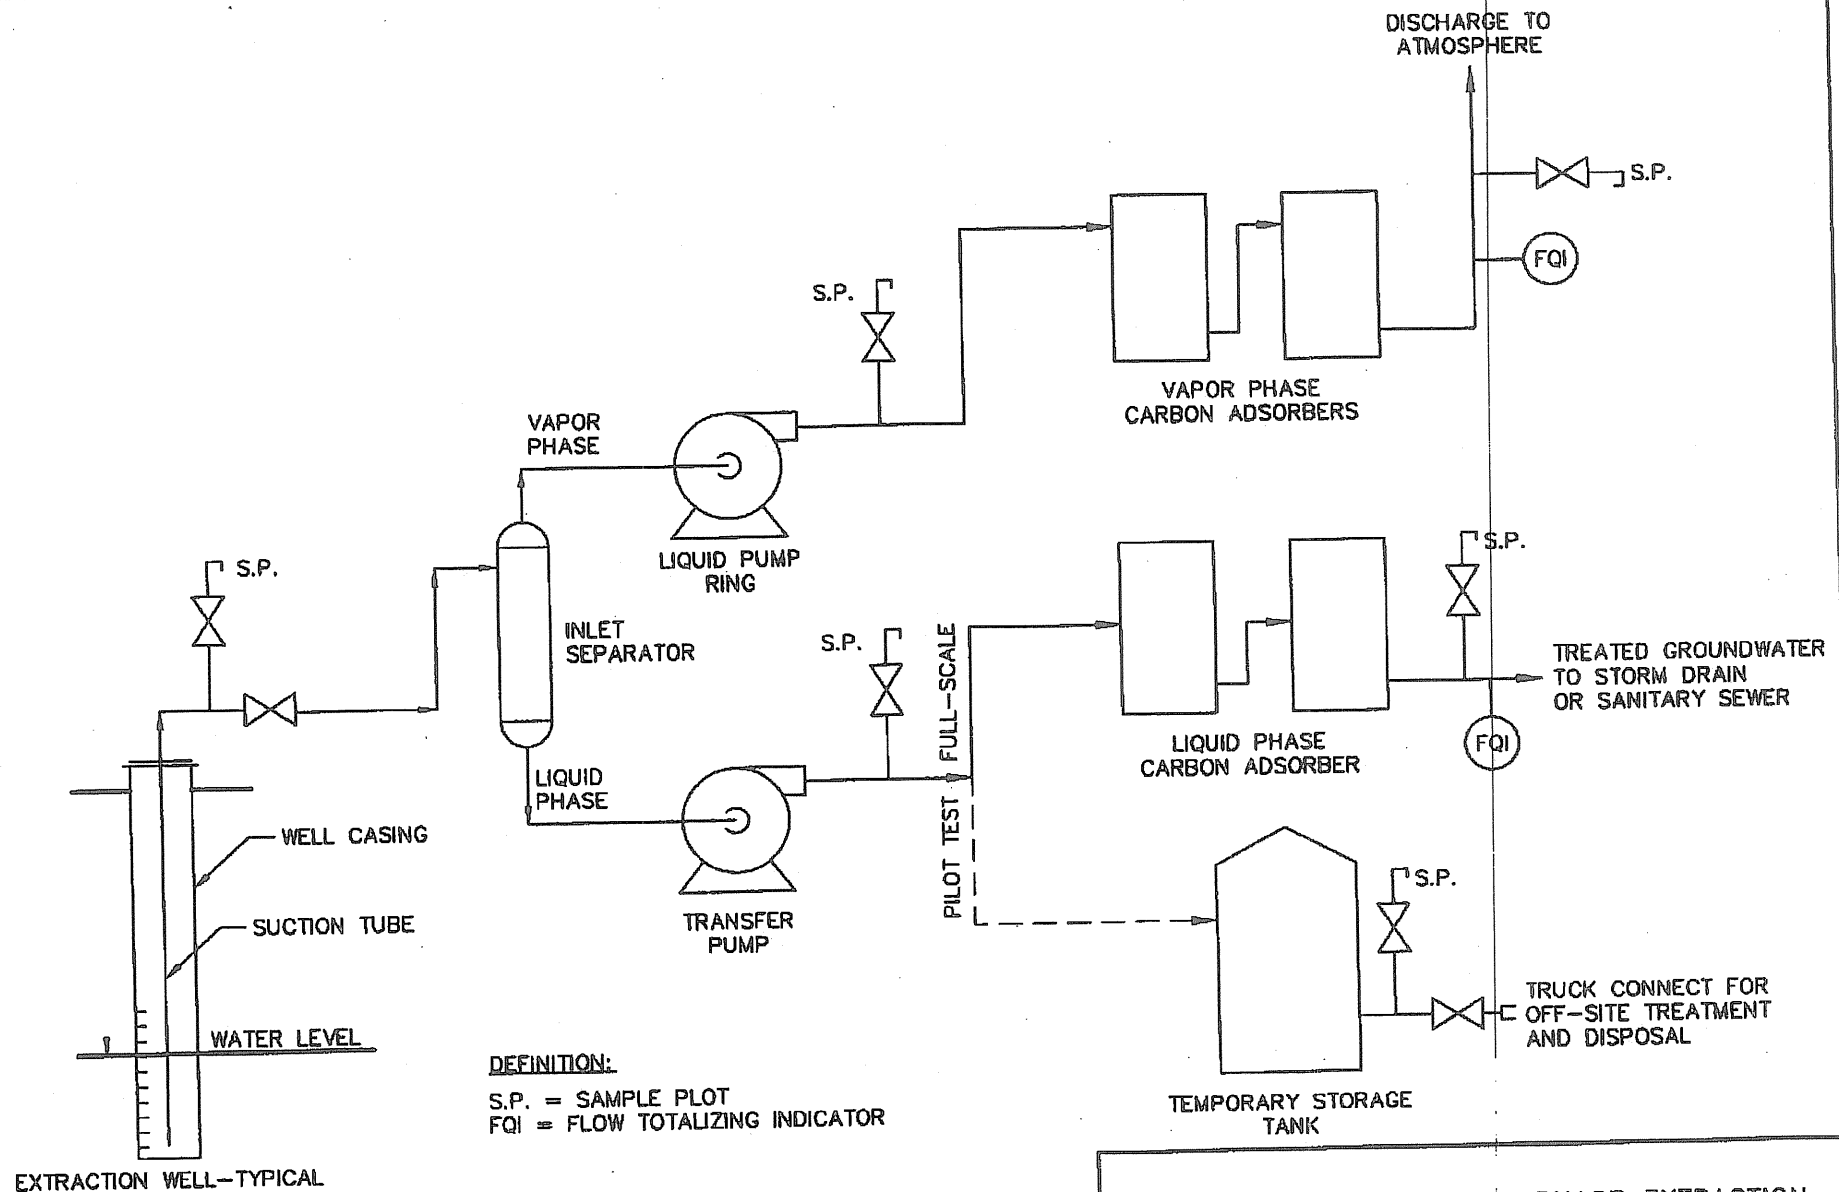 DISCHARGE TO
ATMOSPHERE
S.P.
FQI
S.P.
VAPOR PHASE
CARBON ADSORBERS
VAPOR
PHASE
LIQUID PUMP
RING
S.P.
INLET
SEPARATOR
S.P.
FULL-SCALE
S.P.
TREATED GROUNDWATER
TO STORM DRAIN
OR SANITARY SEWER
FQI
LIQUID PHASE
CARBON ADSORBER
LIQUID
PHASE
PILOT TEST
WELL CASING
S.P.
SUCTION TUBE
TRANSFER
PUMP
TRUCK CONNECT FOR
OFF-SITE TREATMENT
AND DISPOSAL
WATER LEVEL
DEFINITION:
S.P. = SAMPLE PLOT
FQI = FLOW TOTALIZING INDICATOR
TEMPORARY STORAGE
TANK
EXTRACTION WELL-TYPICAL
EXTRACTION